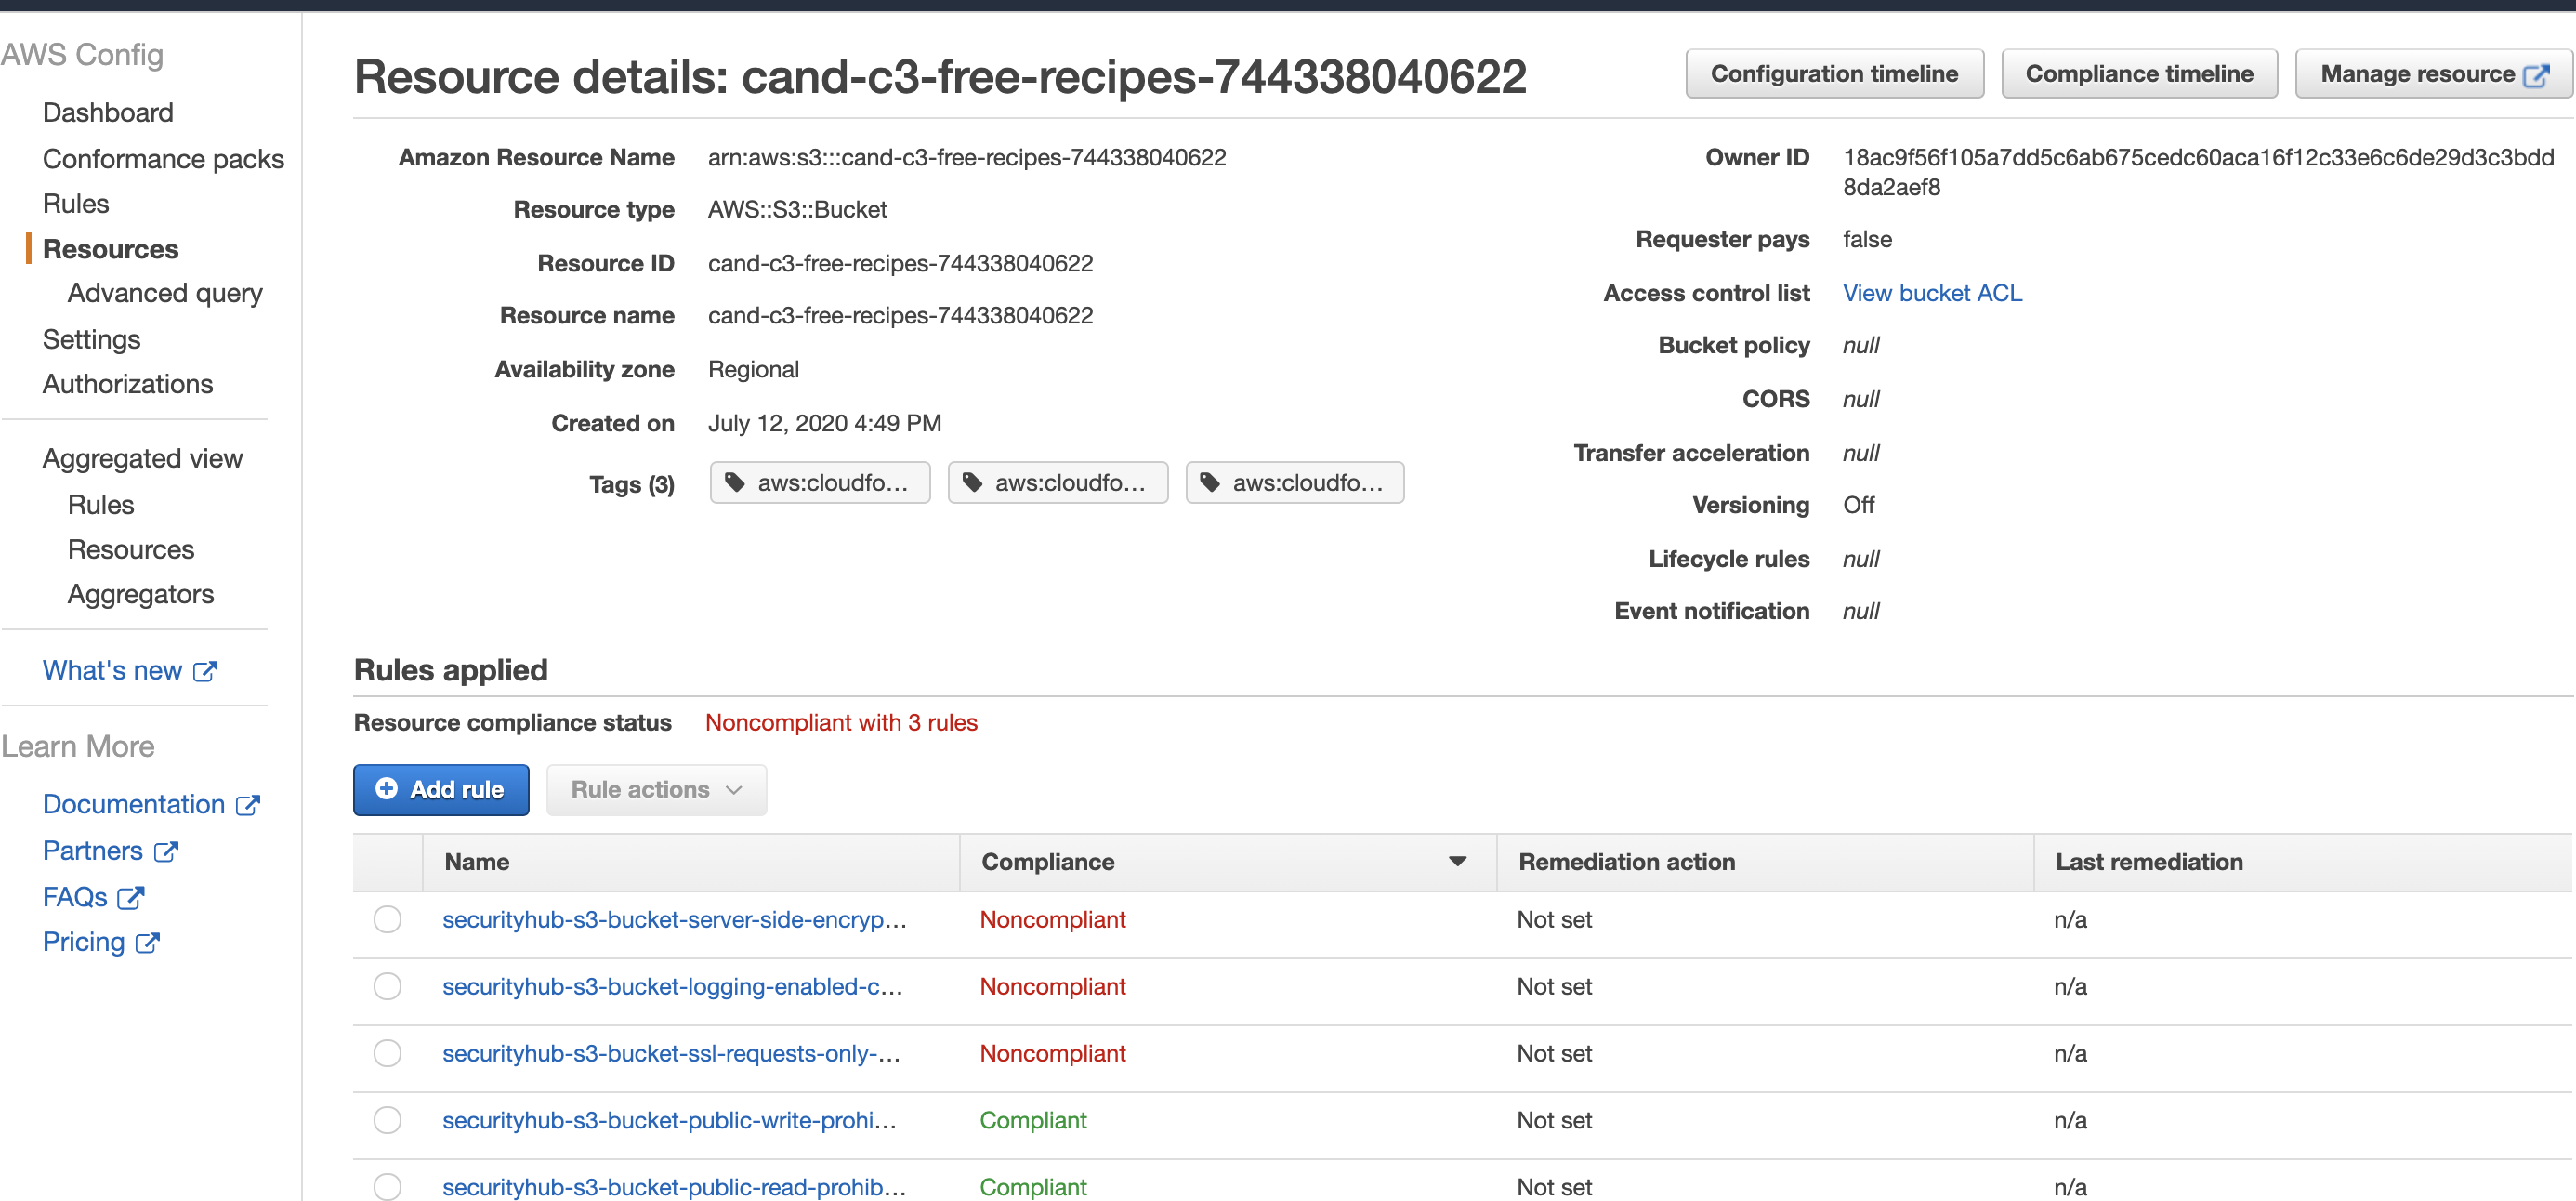 AWS Config
Dashboard
Conformance packs
Rules
Resources
Advanced query
Settings
Authorizations
Aggregated view
Rules
Resources
Aggregators
What's new
Learn More
Documentation
Partners
FAQs
Pricing
Resource details: cand-c3-free-recipes-744338040622
Configuration timeline
Compliance timeline
Manage resource
Amazon Resource Name arn:aws:s3:::cand-c3-free-recipes-744338040622
Resource type AWS::S3::Bucket
Resource ID cand-c3-free-recipes-744338040622
Resource name cand-c3-free-recipes-744338040622
Availability zone Regional
Created on July 12, 2020 4:49 PM
Tags (3) aws:cloudfo... aws:cloudfo... aws:cloudfo...
Owner ID 18ac9f56f105a7dd5c6ab675cedc60aca16f12c33e6c6de29d3c3bdd
8da2aef8
Requester pays false
Access control list View bucket ACL
Bucket policy null
CORS null
Transfer acceleration null
Versioning Off
Lifecycle rules null
Event notification null
Rules applied
Resource compliance status Noncompliant with 3 rules
Add rule Rule actions
Name Compliance Remediation action Last remediation
securityhub-s3-bucket-server-side-encryp... Noncompliant Not set n/a
securityhub-s3-bucket-logging-enabled-c... Noncompliant Not set n/a
securityhub-s3-bucket-ssl-requests-only-... Noncompliant Not set n/a
securityhub-s3-bucket-public-write-prohi... Compliant Not set n/a
securityhub-s3-bucket-public-read-prohib... Compliant Not set n/a